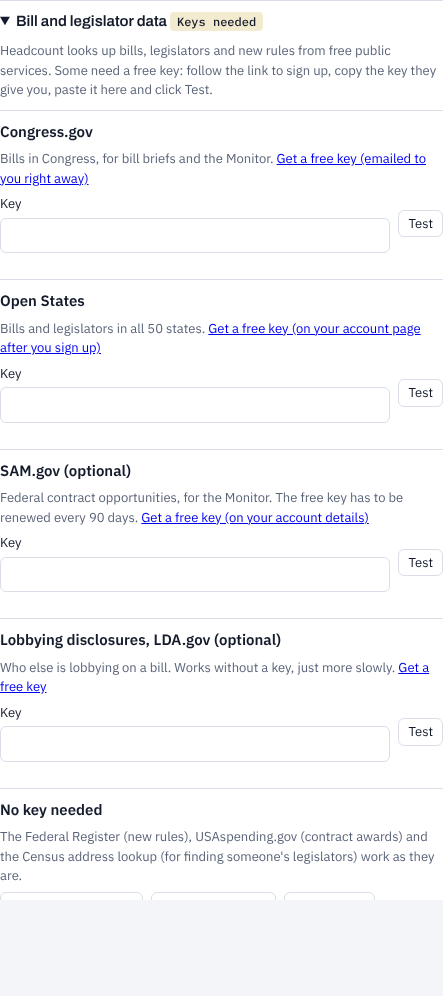 ▼ Bill and legislator data Keys needed
Headcount looks up bills, legislators and new rules from free public
services. Some need a free key: follow the link to sign up, copy the key they
give you, paste it here and click Test.
Congress.gov
Bills in Congress, for bill briefs and the Monitor. Get a free key (emailed to
you right away)
Key
Test
Open States
Bills and legislators in all 50 states. Get a free key (on your account page
after you sign up)
Key
Test
SAM.gov (optional)
Federal contract opportunities, for the Monitor. The free key has to be
renewed every 90 days. Get a free key (on your account details)
Key
Test
Lobbying disclosures, LDA.gov (optional)
Who else is lobbying on a bill. Works without a key, just more slowly. Get a
free key
Key
Test
No key needed
The Federal Register (new rules), USAspending.gov (contract awards) and
the Census address lookup (for finding someone's legislators) work as they
are.